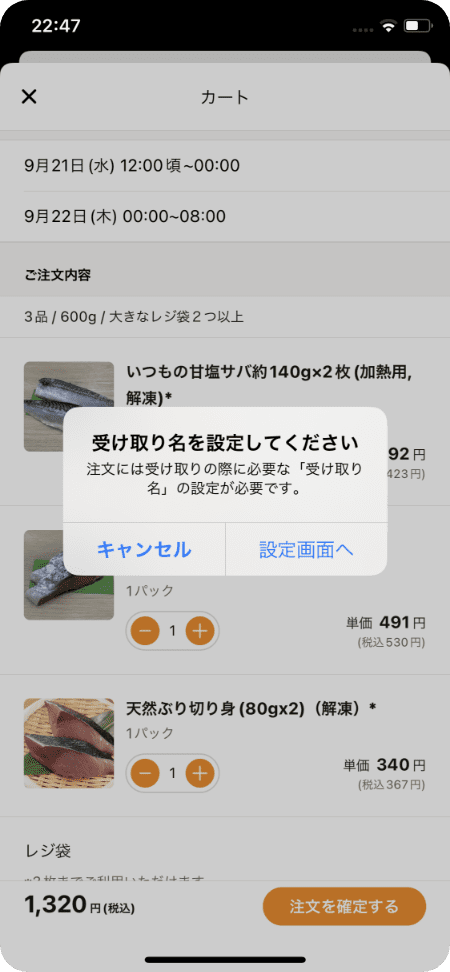 22:47
カート
9月21日(水) 12:00頃~00:00
9月22日(木) 00:00~08:00
ご注文内容
3品 / 600g / 大きなレジ袋２つ以上
いつもの甘塩サバ約140g×2枚 (加熱用,
解凍)*
受け取り名を設定してください
注文には受け取りの際に必要な「受け取り
名」の設定が必要です。
92円
423円)
キャンセル
設定画面へ
1パック
1
単価 491円
(税込530円)
天然ぶり切り身 (80gx2)（解凍）*
1パック
1
単価 340円
(税込367円)
レジ袋
1,320円(税込)
注文を確定する